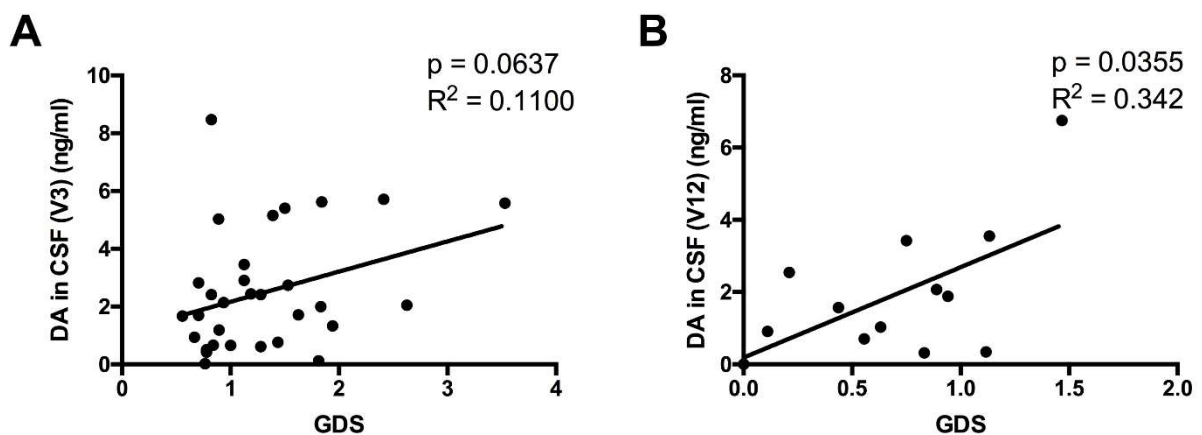 A
p = 0.0637
R² = 0.1100
DA in CSF (V3) (ng/ml)
10
8
6
4
2
0
0 1 2 3 4
GDS
B
p = 0.0355
R² = 0.342
DA in CSF (V12) (ng/ml)
8
6
4
2
0
0.0 0.5 1.0 1.5 2.0
GDS